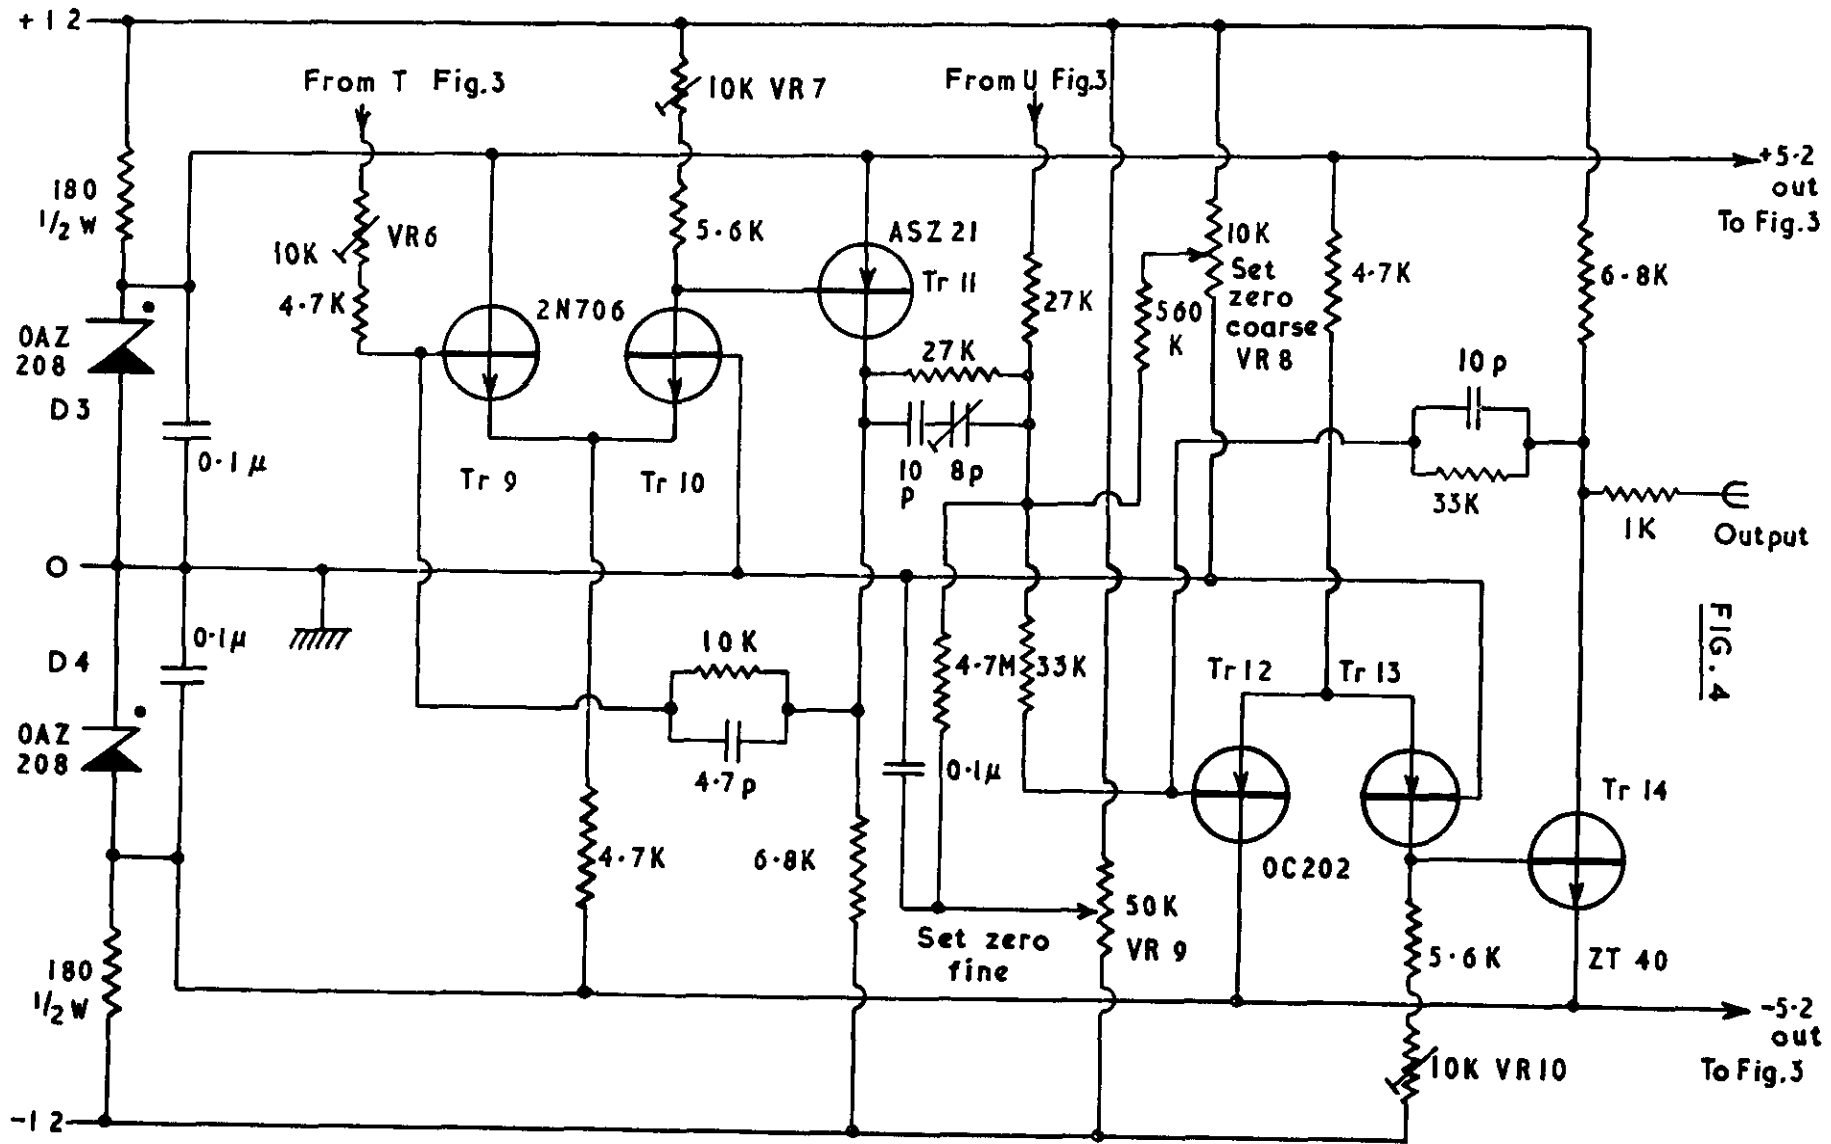 +12
From T Fig.3
10K VR7
From U Fig.3
+5·2
out
To Fig.3
180
1/2 W
10K
VR6
4·7K
5·6K
ASZ 21
Tr 11
27K
560
K
10K
Set
zero
coarse
VR 8
4·7K
6·8K
OAZ
208
D3
2N706
27K
10 p
0·1µ
Tr 9
Tr 10
10
p
8p
33K
1K
Output
O
0·1µ
D4
OAZ
208
10K
4·7p
4·7M
33K
Tr 12
Tr 13
FIG. 4
0·1µ
Tr 14
4·7K
6·8K
OC202
Set zero
fine
50K
VR 9
5·6K
ZT 40
180
1/2 W
-5·2
out
To Fig.3
10K VR10
-12